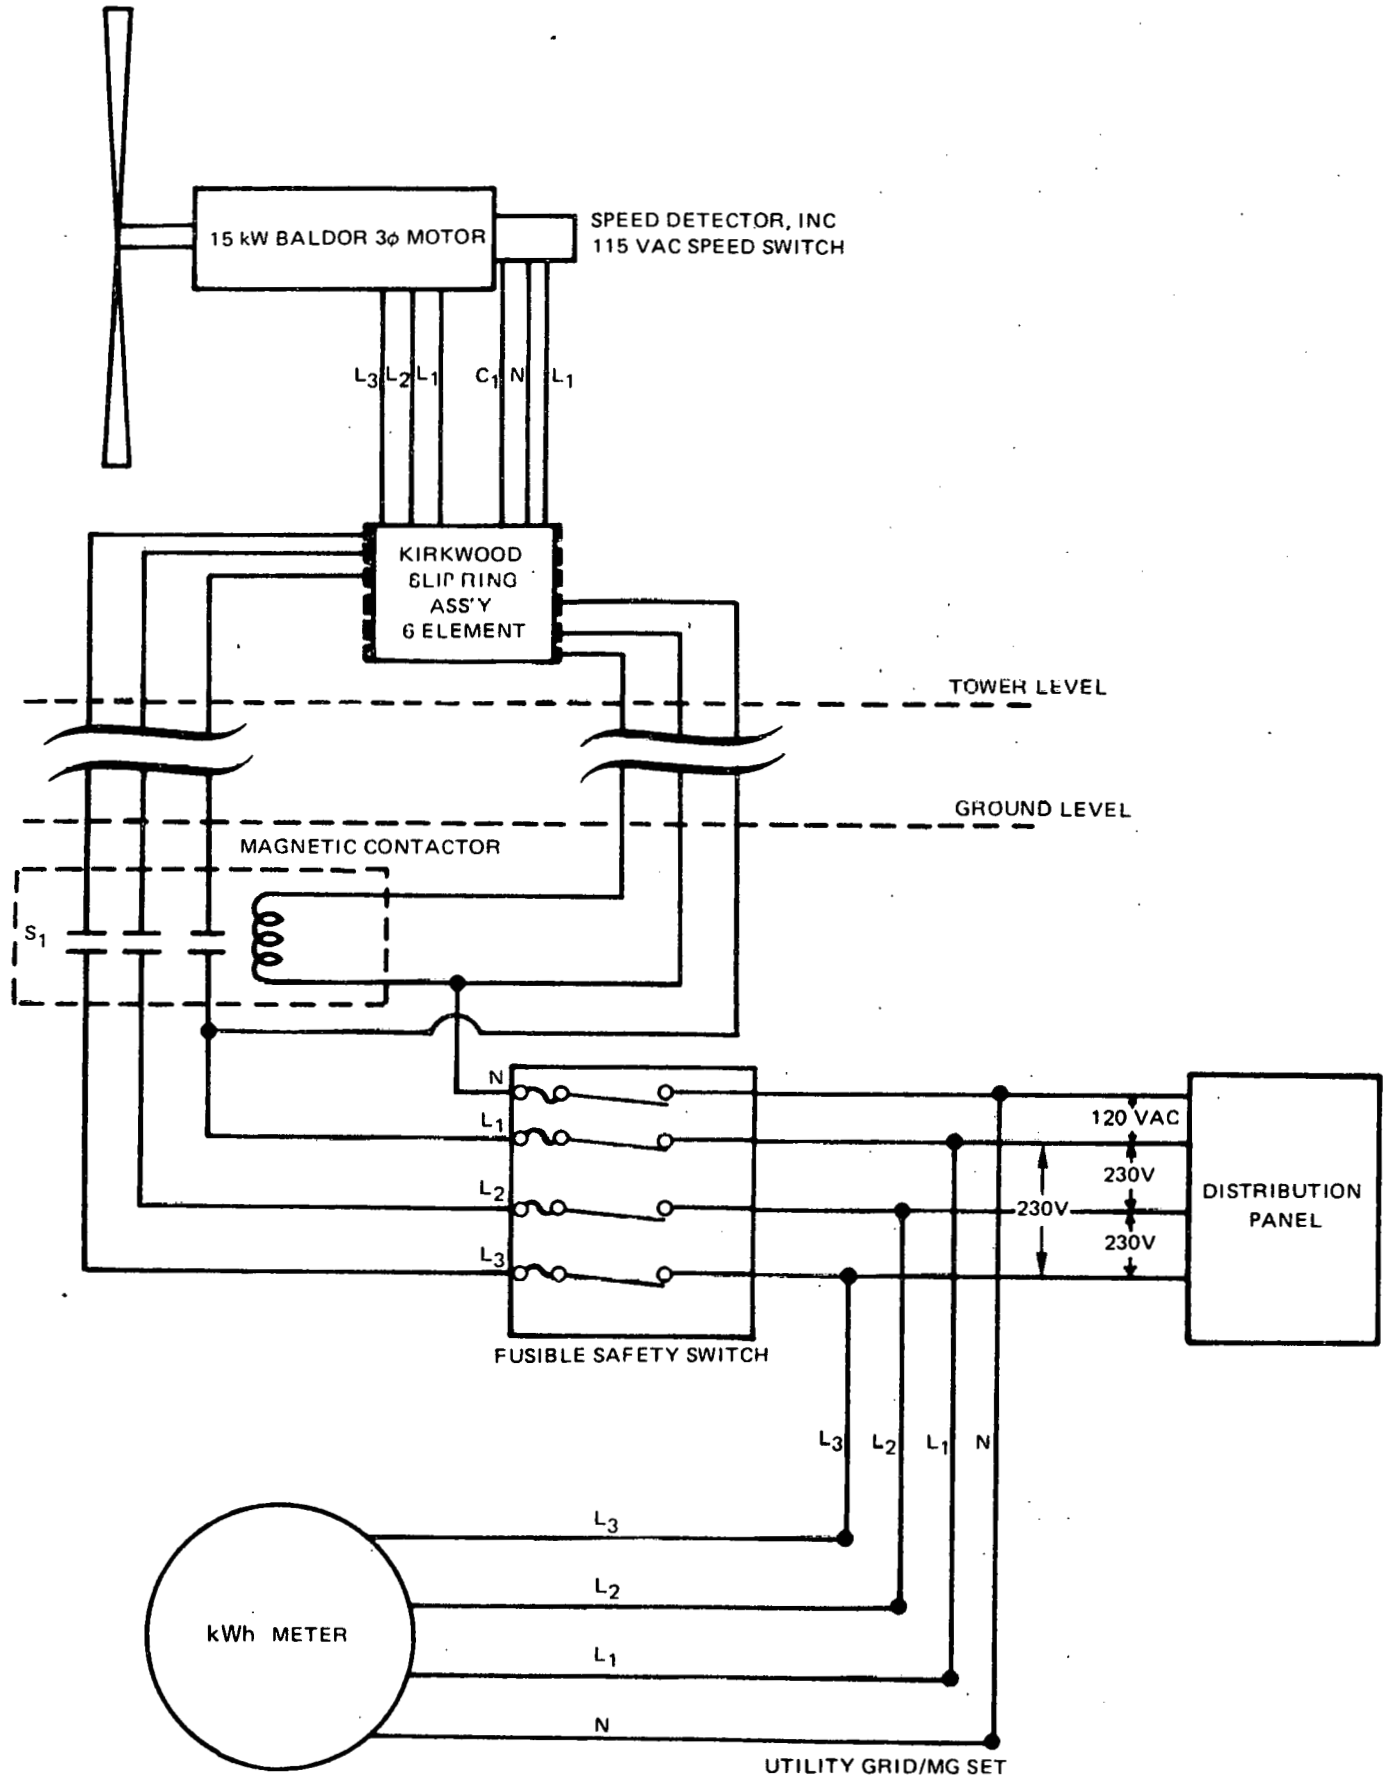 SPEED DETECTOR, INC
115 VAC SPEED SWITCH
15 kW BALDOR 3φ MOTOR
L3 L2 L1 C1 N L1
KIRKWOOD
SLIP RING
ASS'Y
6 ELEMENT
TOWER LEVEL
GROUND LEVEL
MAGNETIC CONTACTOR
S1
N
L1
L2
L3
120 VAC
230V
230V
230V
DISTRIBUTION
PANEL
FUSIBLE SAFETY SWITCH
L3 L2 L1 N
L3
L2
kWh METER
L1
N
UTILITY GRID/MG SET